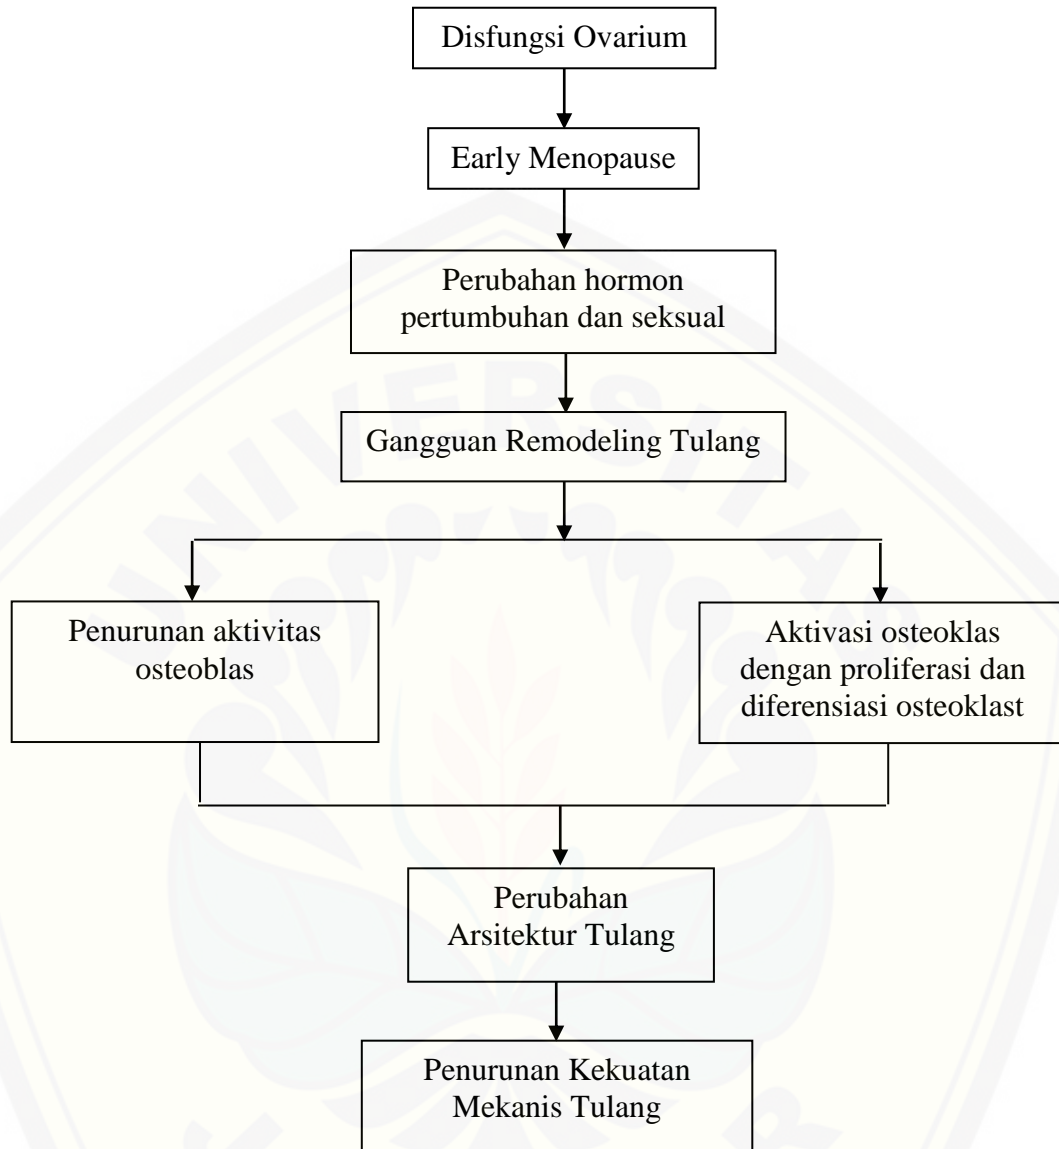 Disfungsi Ovarium
Early Menopause
Perubahan hormon
pertumbuhan dan seksual
Gangguan Remodeling Tulang
Penurunan aktivitas
osteoblas
Aktivasi osteoklas
dengan proliferasi dan
diferensiasi osteoklast
Perubahan
Arsitektur Tulang
Penurunan Kekuatan
Mekanis Tulang
UNIVERSITAS